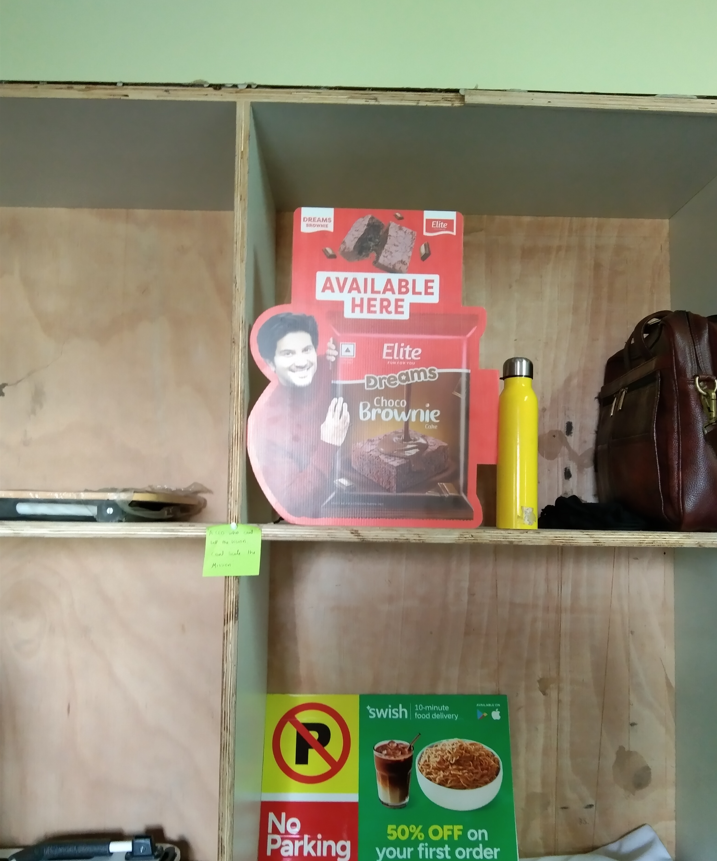 DREAMS
BROWNIE
Elite
AVAILABLE
HERE
Elite
Dreams
Choco
Brownie
Cake
P
No
Parking
swish
10-minute
food delivery
50% OFF on
your first order